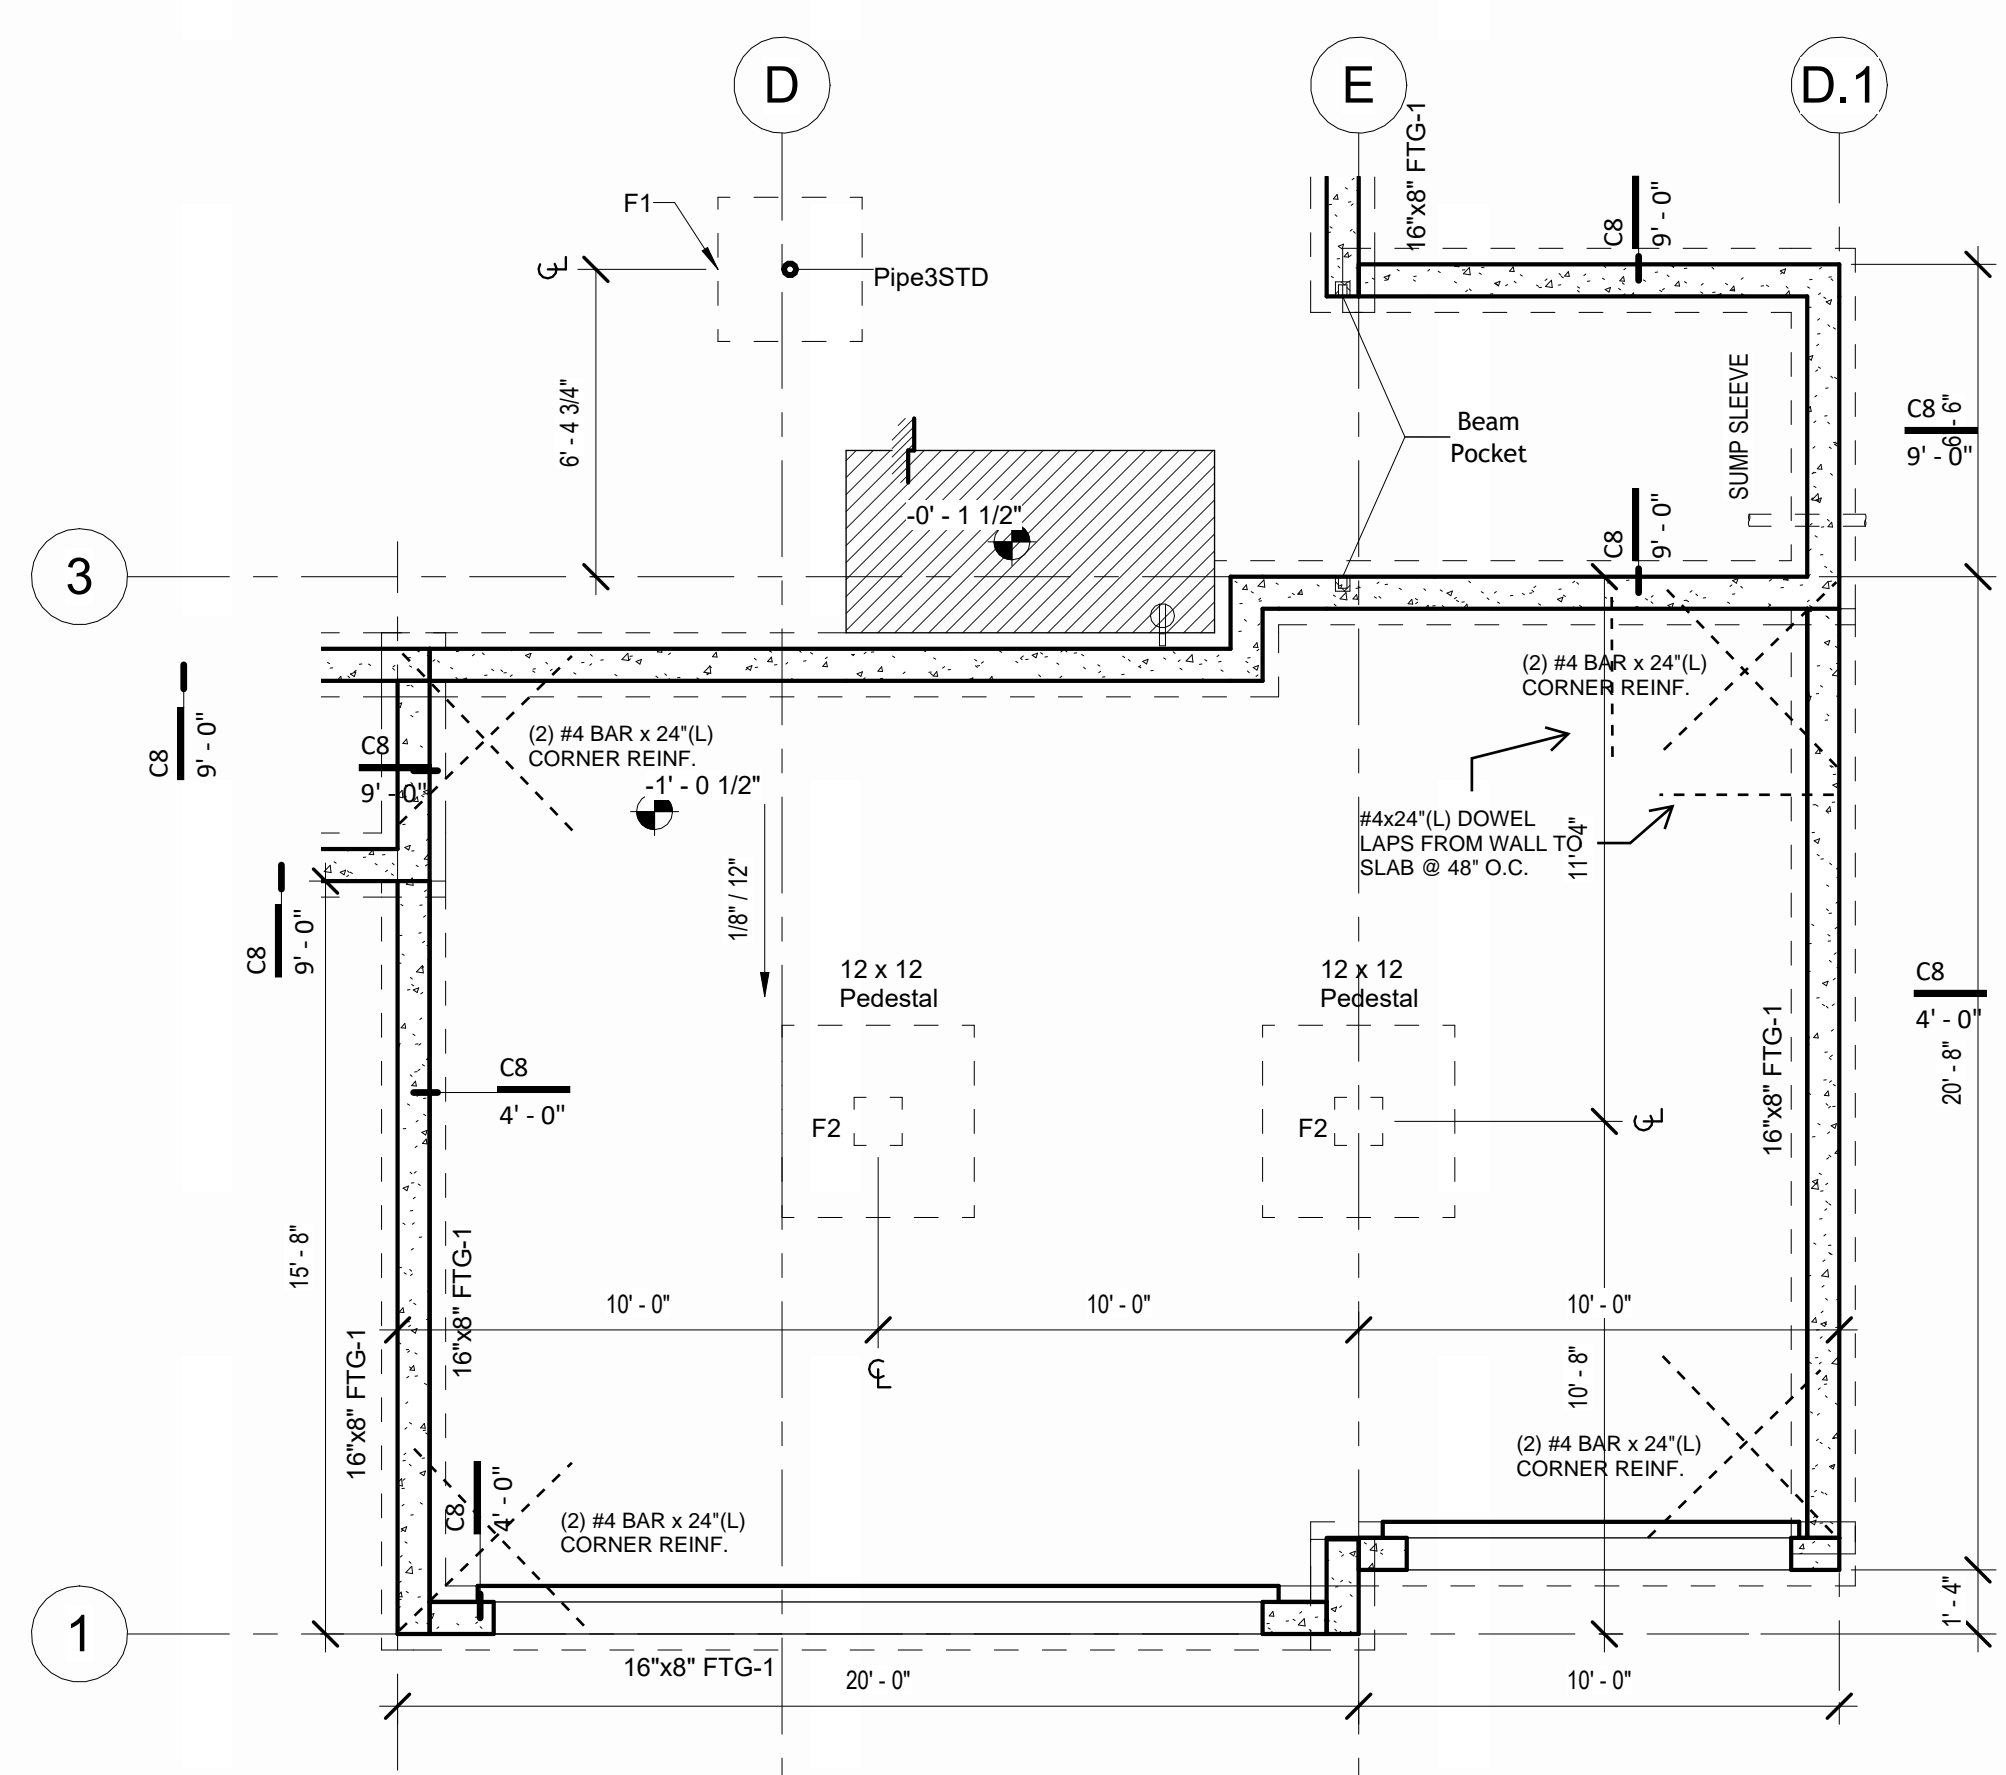 D
E
D.1
F1
Pipe3STD
16"x8" FTG-1
C8
9' - 0"
6' - 4 3/4"
Beam
Pocket
SUMP SLEEVE
C8
9' - 0"
6' - 6"
-0' - 1 1/2"
C8
9' - 0"
3
C8
9' - 0"
C8
9' - 0"
(2) #4 BAR x 24"(L)
CORNER REINF.
-1' - 0 1/2"
(2) #4 BAR x 24"(L)
CORNER REINF.
#4x24"(L) DOWEL
LAPS FROM WALL TO
SLAB @ 48" O.C.
11' - 4"
1/8" / 12"
C8
9' - 0"
12 x 12
Pedestal
12 x 12
Pedestal
C8
4' - 0"
20' - 8"
C8
4' - 0"
F2
F2
16"x8" FTG-1
15' - 8"
16"x8" FTG-1
16"x8" FTG-1
10' - 0"
10' - 0"
10' - 0"
10' - 8"
C8
4' - 0"
(2) #4 BAR x 24"(L)
CORNER REINF.
(2) #4 BAR x 24"(L)
CORNER REINF.
1' - 4"
1
16"x8" FTG-1
20' - 0"
10' - 0"